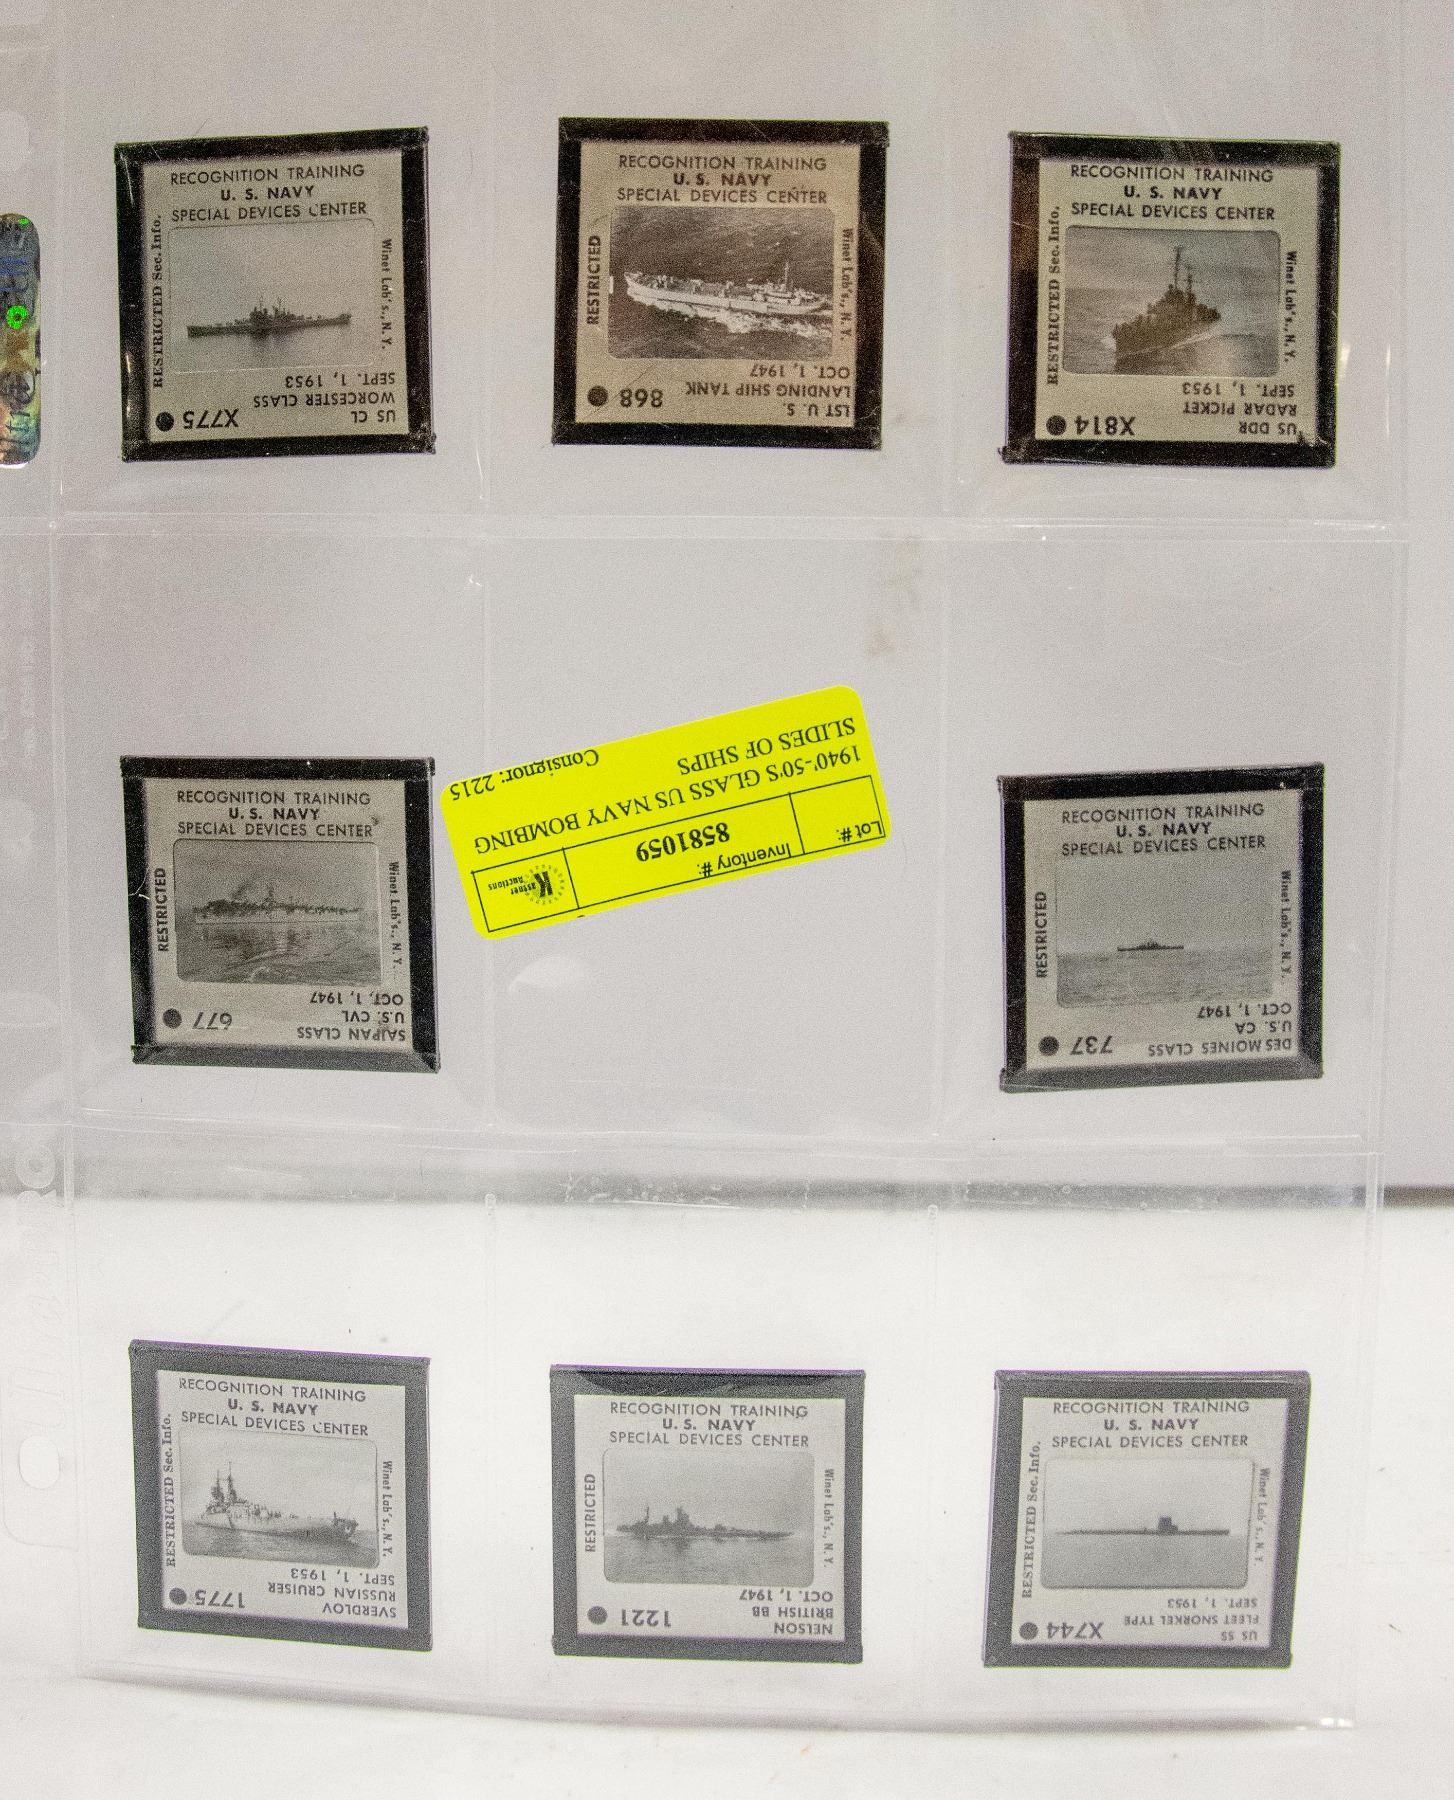 RECOGNITION TRAINING
U. S. NAVY
SPECIAL DEVICES CENTER
RESTRICTED Sec. Info.
Winet Lab's., N.Y.
US CL
WORCESTER CLASS
SEPT. 1, 1953
X775
RECOGNITION TRAINING
U. S. NAVY
SPECIAL DEVICES CENTER
RESTRICTED
Winet Lab's., N.Y.
LST U. S.
LANDING SHIP TANK
OCT. 1, 1947
868
RECOGNITION TRAINING
U. S. NAVY
SPECIAL DEVICES CENTER
RESTRICTED Sec. Info.
Winet Lab's., N.Y.
US DDR
RADAR PICKET
SEPT. 1, 1953
X814
RECOGNITION TRAINING
U. S. NAVY
SPECIAL DEVICES CENTER
RESTRICTED
Winet Lab's., N.Y.
SAIPAN CLASS
U.S. CVL
OCT. 1, 1947
677
Lot #:
Inventory #:
8581059
Kastner
Auctions
1940'-50'S GLASS US NAVY BOMBING
SLIDES OF SHIPS
Consignor: 2215
RECOGNITION TRAINING
U. S. NAVY
SPECIAL DEVICES CENTER
RESTRICTED
Winet Lab's., N.Y.
DES MOINES CLASS
U.S. CA
OCT. 1, 1947
737
RECOGNITION TRAINING
U. S. NAVY
SPECIAL DEVICES CENTER
RESTRICTED Sec. Info.
Winet Lab's., N.Y.
SVERDLOV
RUSSIAN CRUISER
SEPT. 1, 1953
1775
RECOGNITION TRAINING
U. S. NAVY
SPECIAL DEVICES CENTER
RESTRICTED
Winet Lab's., N.Y.
NELSON
BRITISH BB
OCT. 1, 1947
1221
RECOGNITION TRAINING
U. S. NAVY
SPECIAL DEVICES CENTER
RESTRICTED Sec. Info.
Winet Lab's., N.Y.
US SS
FLEET SNORKEL TYPE
SEPT. 1, 1953
X744